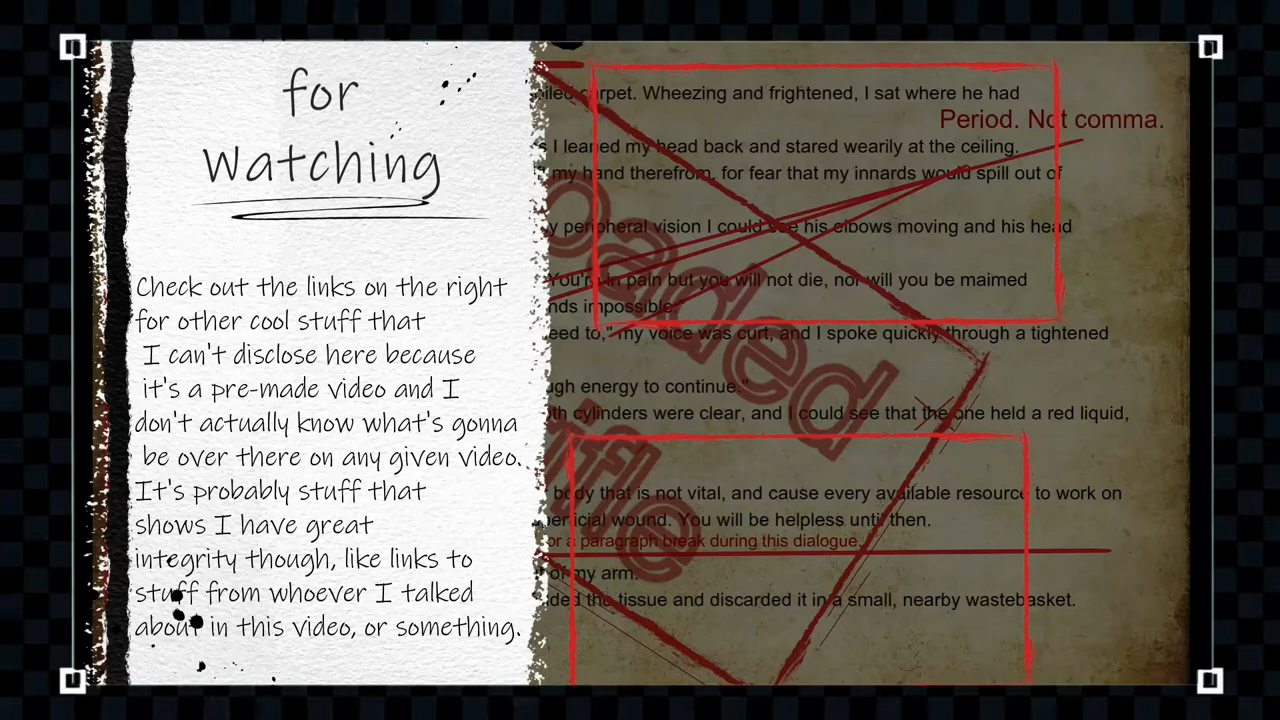 for
watching
Check out the links on the right
for other cool stuff that
I can't disclose here because
it's a pre-made video and I
don't actually know what's gonna
be over there on any given video.
It's probably stuff that
shows I have great
integrity though, like links to
stuff from whoever I talked
about in this video, or something.
carpet. Wheezing and frightened, I sat where he had
Period. Not comma.
I leaned my head back and stared wearily at the ceiling.
my hand therefrom, for fear that my innards would spill out of
peripheral vision I could see his elbows moving and his head
You're in pain but you will not die, nor will you be maimed
impossible."
to," my voice was curt, and I spoke quickly through a tightened
energy to continue."
cylinders were clear, and I could see that the one held a red liquid,
body that is not vital, and cause every available resource to work on
wound. You will be helpless until then.
for a paragraph break during this dialogue.
of my arm.
the tissue and discarded it in a small, nearby wastebasket.